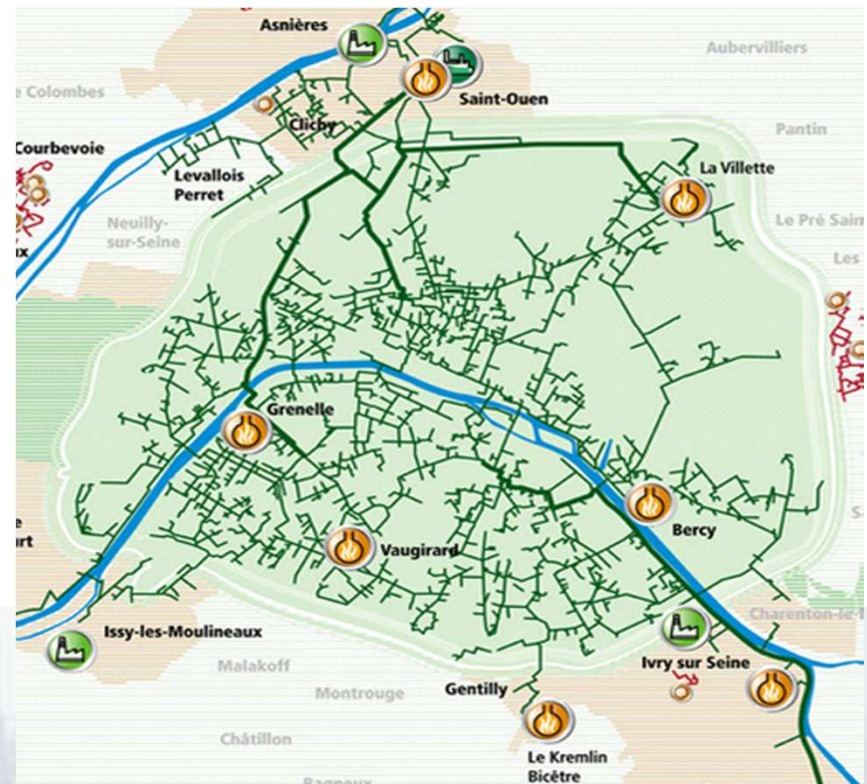 Asnières
Aubervilliers
Colombes
Saint-Ouen
Clichy
Pantin
Courbevoie
La Villette
Levallois
Perret
Neuilly-
sur-Seine
Le Pré Sain
Les
Grenelle
Bercy
Vaugirard
Charenton-le-
Issy-les-Moulineaux
Ivry sur Seine
Malakoff
Gentilly
Montrouge
Châtillon
Le Kremlin
Bicêtre
Bagneux